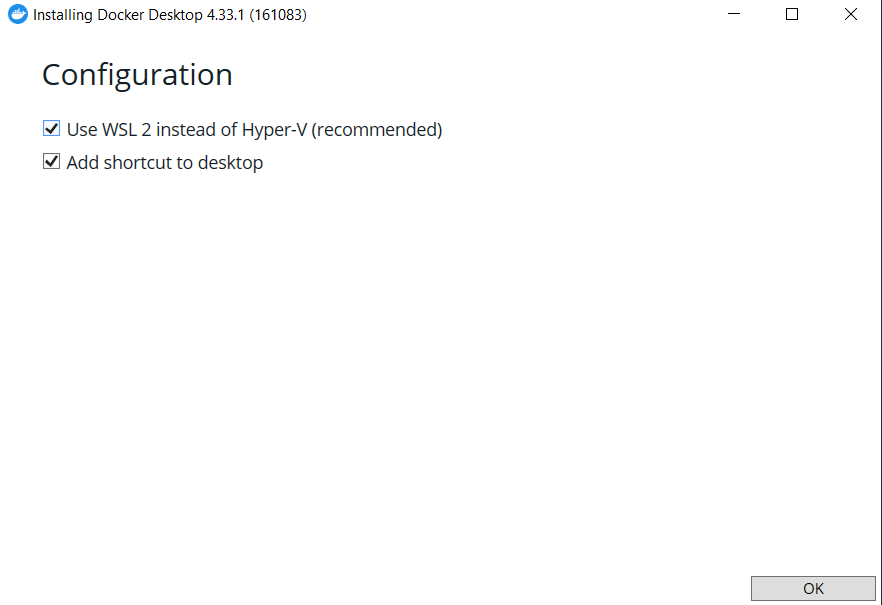 Installing Docker Desktop 4.33.1 (161083)
Configuration
Use WSL 2 instead of Hyper-V (recommended)
Add shortcut to desktop
OK